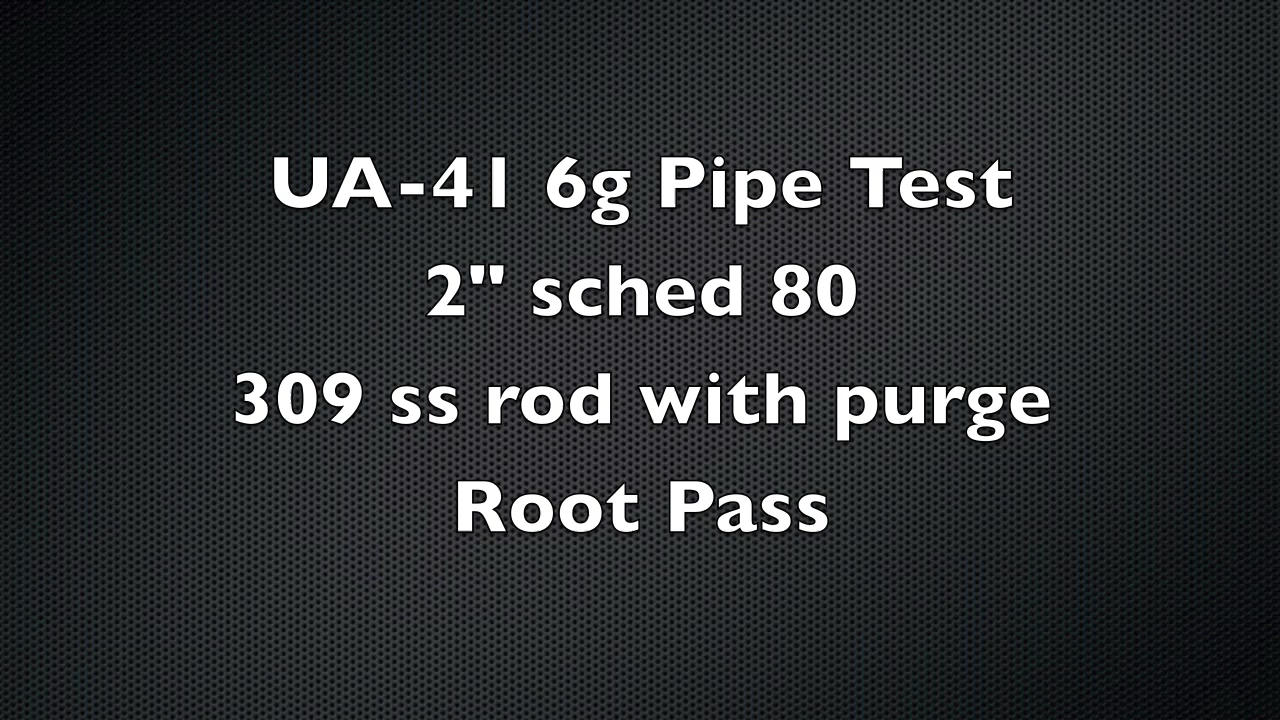 UA-41 6g Pipe Test
2" sched 80
309 ss rod with purge
Root Pass